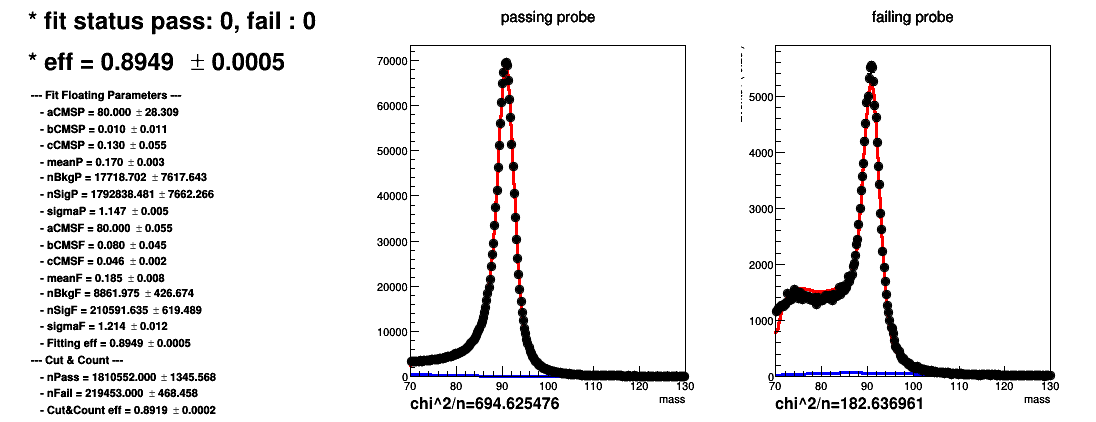 * fit status pass: 0, fail : 0
* eff = 0.8949 ± 0.0005
--- Fit Floating Parameters ---
- aCMSP = 80.000 ± 28.309
- bCMSP = 0.010 ± 0.011
- cCMSP = 0.130 ± 0.055
- meanP = 0.170 ± 0.003
- nBkgP = 17718.702 ± 7617.643
- nSigP = 1792838.481 ± 7662.266
- sigmaP = 1.147 ± 0.005
- aCMSF = 80.000 ± 0.055
- bCMSF = 0.080 ± 0.045
- cCMSF = 0.046 ± 0.002
- meanF = 0.185 ± 0.008
- nBkgF = 8861.975 ± 426.674
- nSigF = 210591.635 ± 619.489
- sigmaF = 1.214 ± 0.012
- Fitting eff = 0.8949 ± 0.0005
--- Cut & Count ---
- nPass = 1810552.000 ± 1345.568
- nFail = 219453.000 ± 468.458
- Cut&Count eff = 0.8919 ± 0.0002
passing probe
70000
60000
50000
40000
30000
20000
10000
0
70 80 90 100 110 120 130
mass
chi^2/n=694.625476
failing probe
5000
4000
3000
2000
1000
0
70 80 90 100 110 120 130
mass
chi^2/n=182.636961